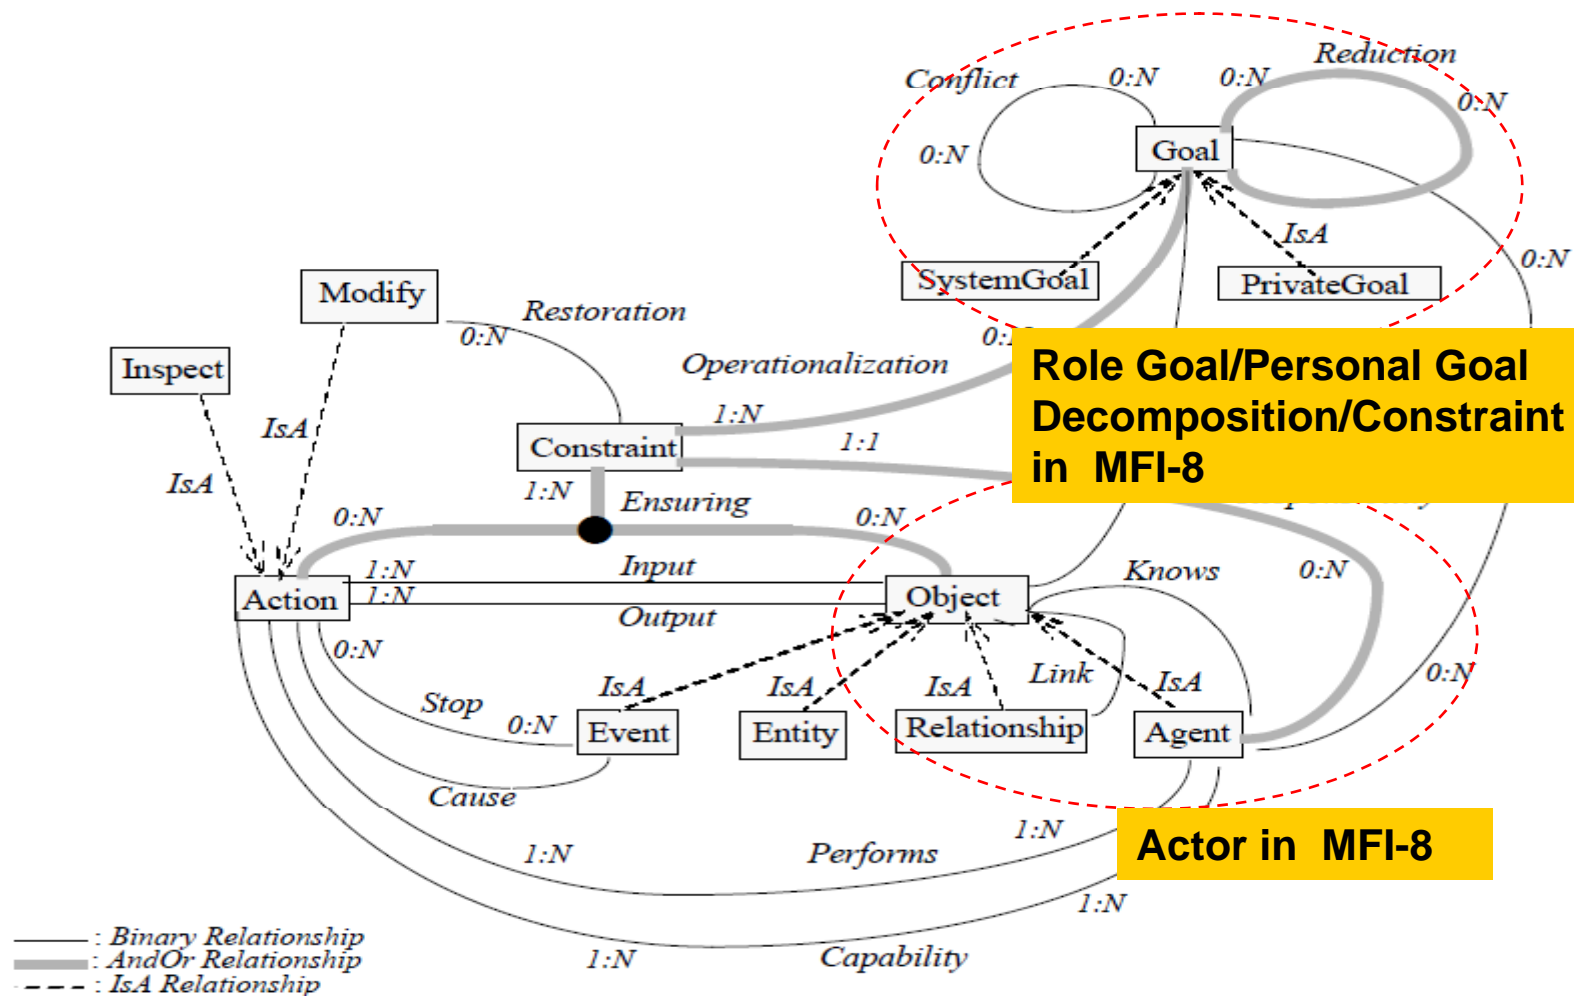 Reduction
Conflict
0:N
0:N
0:N
0:N
Goal
IsA
0:N
SystemGoal
PrivateGoal
Modify
Restoration
0:N
Inspect
Operationalization
Role Goal/Personal Goal
Decomposition/Constraint
in MFI-8
1:N
IsA
Constraint
1:1
IsA
1:N
Ensuring
0:N
0:N
1:N
Input
Knows
0:N
Action
1:N
Object
Output
0:N
IsA
IsA
IsA
Link
IsA
0:N
Stop
0:N
Event
Entity
Relationship
Agent
Cause
1:N
Performs
1:N
Actor in MFI-8
1:N
1:N
Capability
: Binary Relationship
: AndOr Relationship
: IsA Relationship